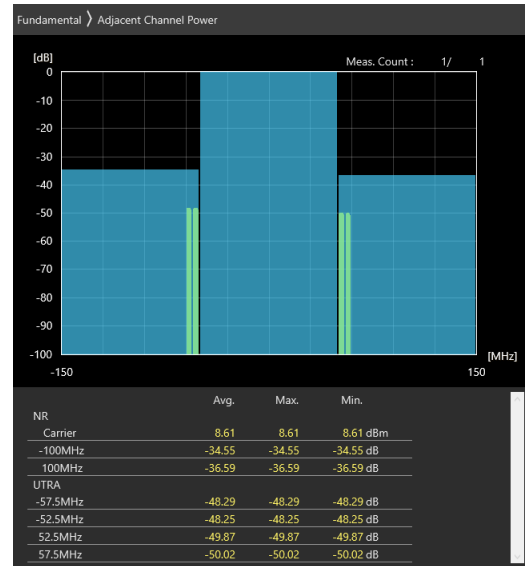 Fundamental 〉 Adjacent Channel Power
[dB]
Meas. Count : 1/ 1
0
-10
-20
-30
-40
-50
-60
-70
-80
-90
-100
[MHz]
-150 150
Avg. Max. Min.
NR
Carrier 8.61 8.61 8.61 dBm
-100MHz -34.55 -34.55 -34.55 dB
100MHz -36.59 -36.59 -36.59 dB
UTRA
-57.5MHz -48.29 -48.29 -48.29 dB
-52.5MHz -48.25 -48.25 -48.25 dB
52.5MHz -49.87 -49.87 -49.87 dB
57.5MHz -50.02 -50.02 -50.02 dB